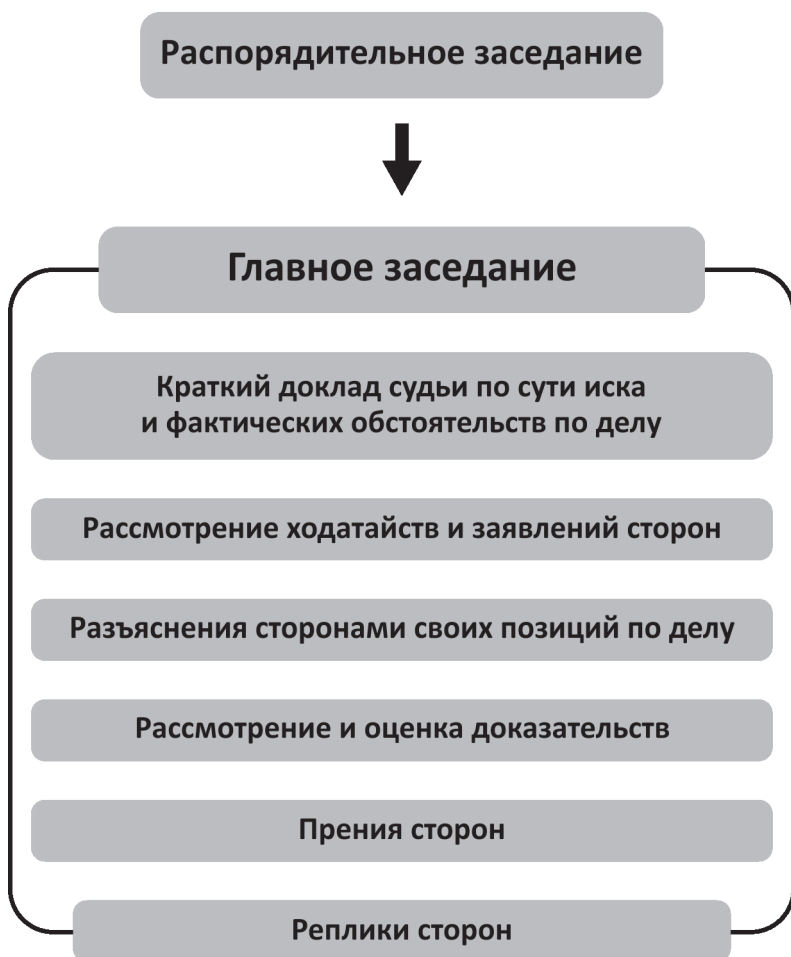 Распорядительное заседание
Главное заседание
Краткий доклад судьи по сути иска
и фактических обстоятельств по делу
Рассмотрение ходатайств и заявлений сторон
Разъяснения сторонами своих позиций по делу
Рассмотрение и оценка доказательств
Прения сторон
Реплики сторон